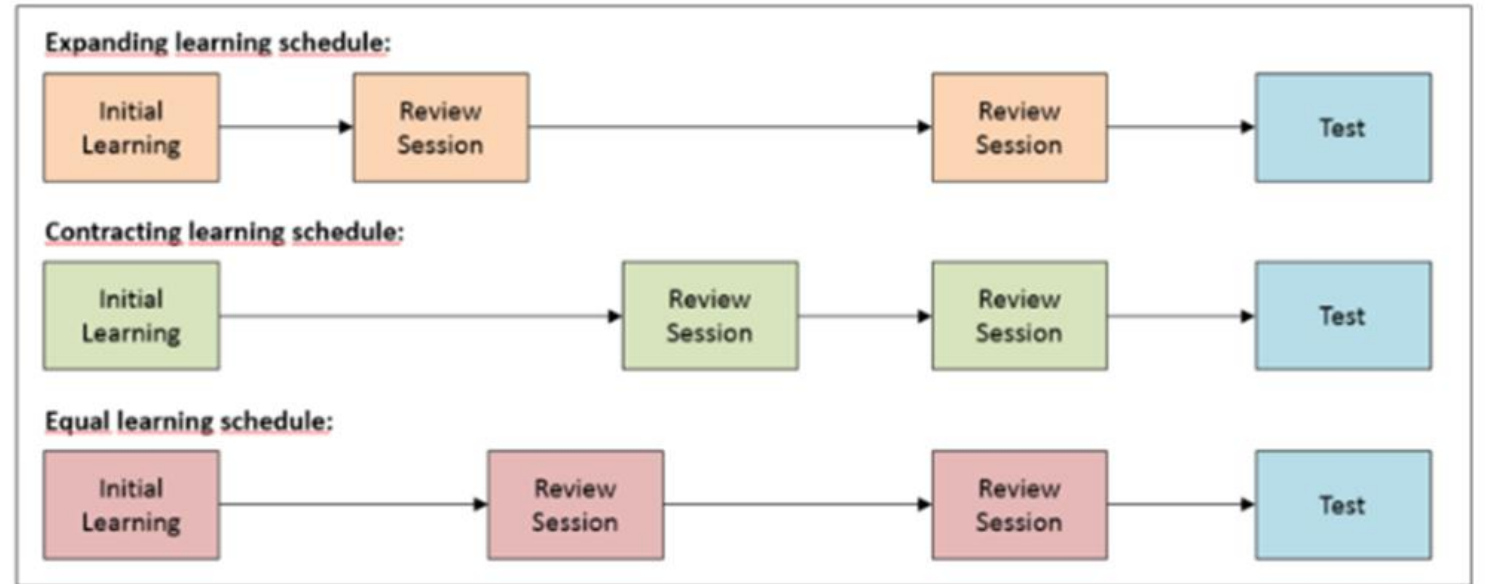 Expanding learning schedule:
Initial
Learning
Review
Session
Review
Session
Test
Contracting learning schedule:
Initial
Learning
Review
Session
Review
Session
Test
Equal learning schedule:
Initial
Learning
Review
Session
Review
Session
Test